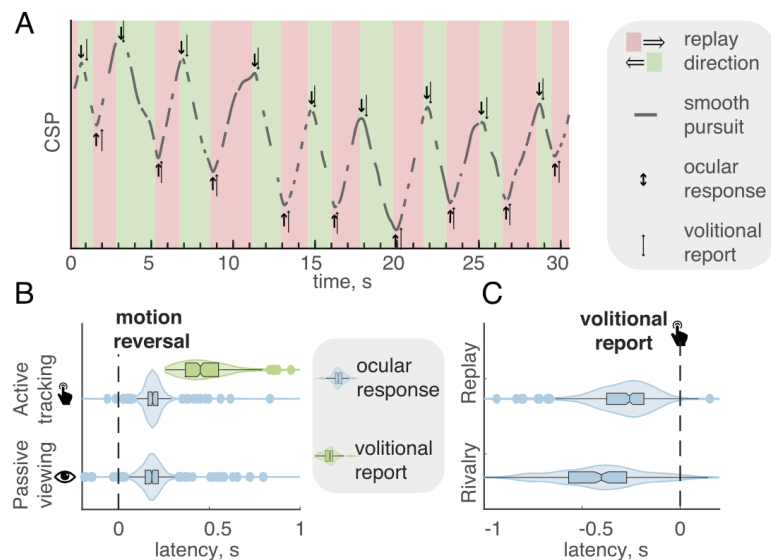 A
CSP
0 5 10 15 20 25 30
time, s
⇒ replay
⇐ direction
smooth
pursuit
ocular
response
volitional
report
B
motion
reversal
Active
tracking
Passive
viewing
0 0.5 1
latency, s
ocular
response
volitional
report
C
volitional
report
Replay
Rivalry
-1 -0.5 0
latency, s